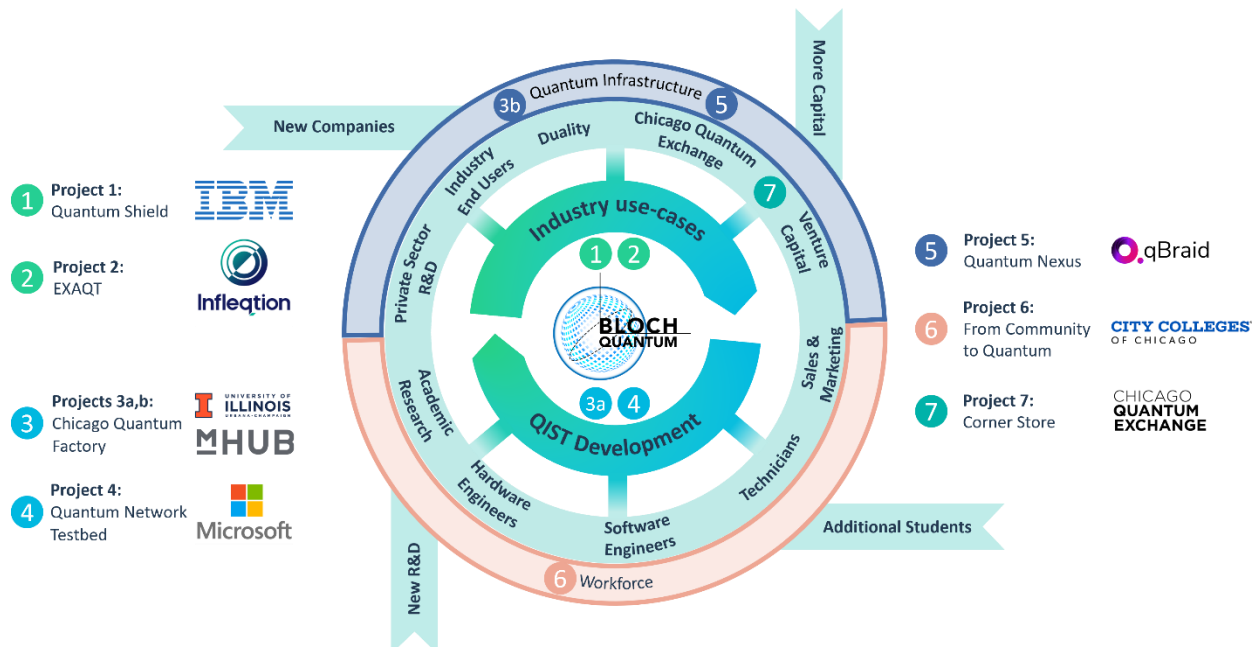 More Capital
Quantum Infrastructure
3b
5
New Companies
Duality
Chicago Quantum
Exchange
Industry
End Users
7
Venture
Capital
Private Sector
R&D
Industry use-cases
1
2
BLOCH
QUANTUM
Sales &
Marketing
Academic
Research
3a
4
QIST Development
Hardware
Engineers
Software
Engineers
Technicians
Additional Students
New R&D
6
Workforce
1
Project 1:
Quantum Shield
IBM
2
Project 2:
EXAQT
Infleqtion
3
Projects 3a,b:
Chicago Quantum
Factory
I
UNIVERSITY OF
ILLINOIS
URBANA-CHAMPAIGN
MHUB
4
Project 4:
Quantum Network
Testbed
Microsoft
5
Project 5:
Quantum Nexus
qBraid
6
Project 6:
From Community
to Quantum
CITY COLLEGES
OF CHICAGO
7
Project 7:
Corner Store
CHICAGO
QUANTUM
EXCHANGE